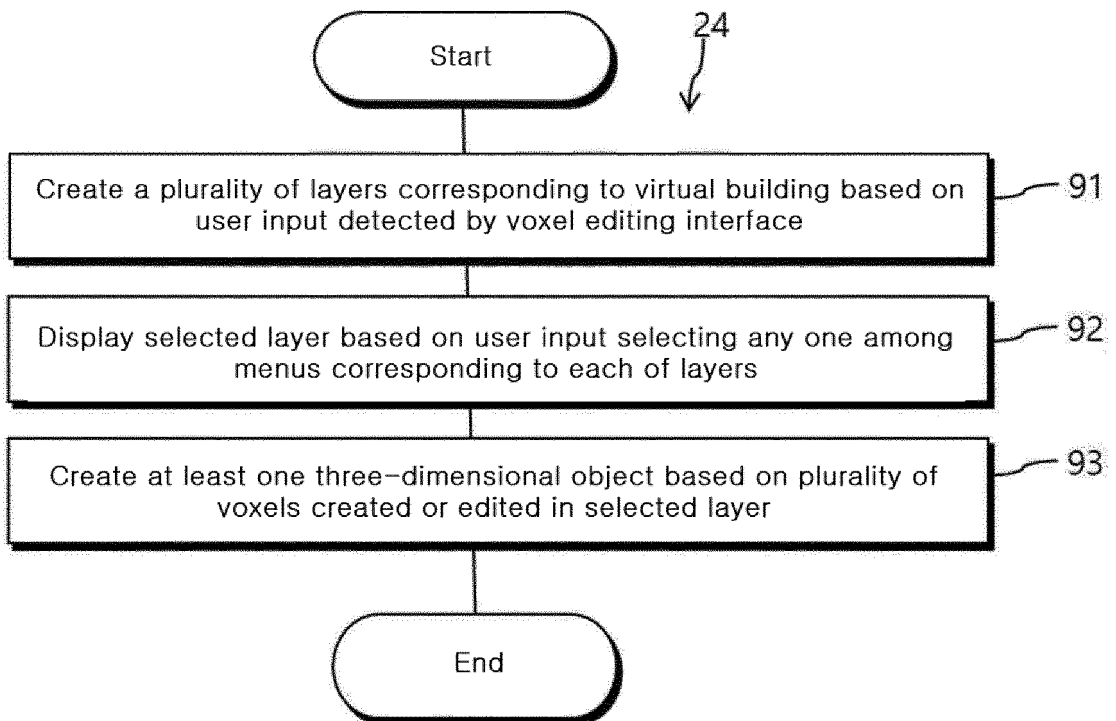 24
Start
Create a plurality of layers corresponding to virtual building based on
user input detected by voxel editing interface
91
Display selected layer based on user input selecting any one among
menus corresponding to each of layers
92
Create at least one three-dimensional object based on plurality of
voxels created or edited in selected layer
93
End